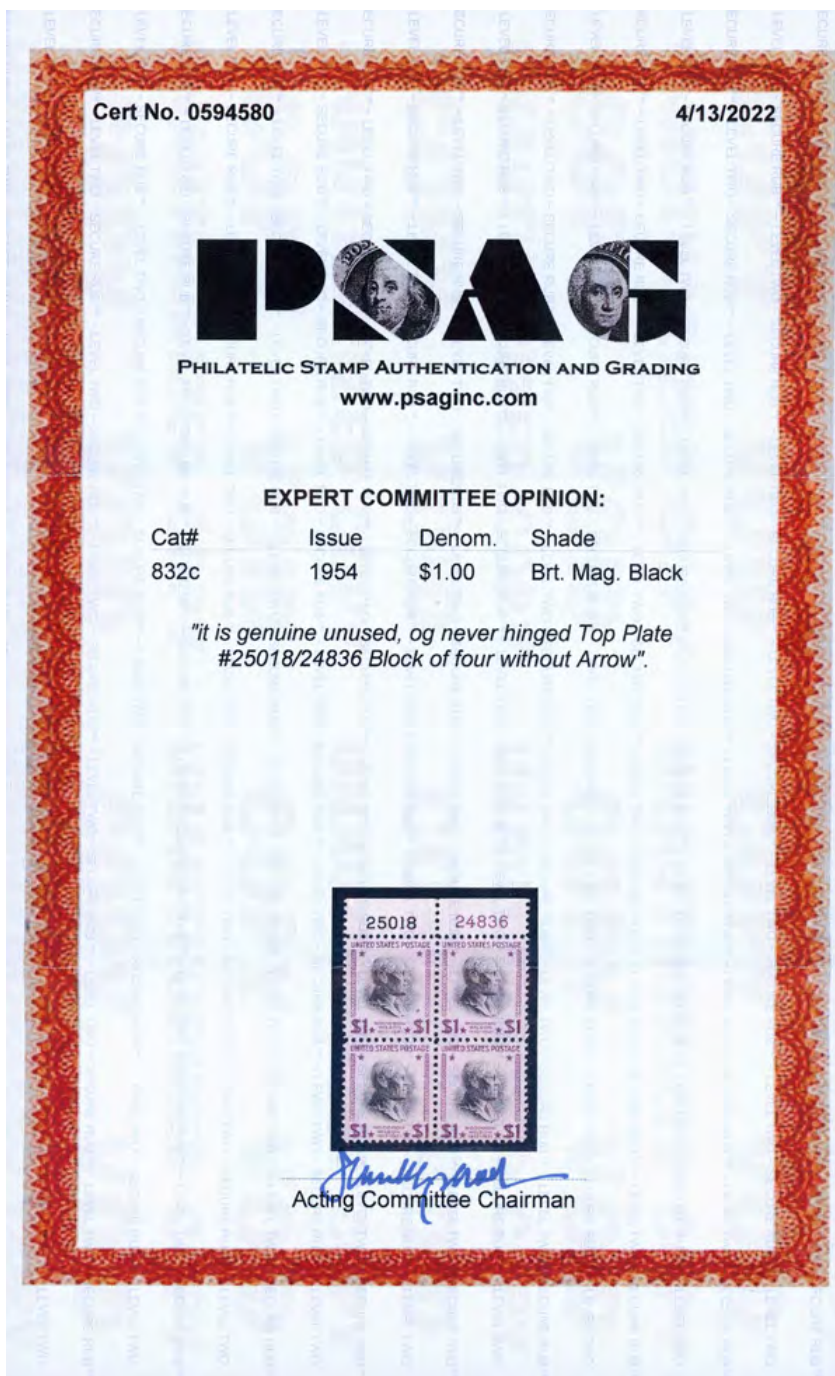 Cert No. 0594580 4/13/2022
PSAG
PHILATELIC STAMP AUTHENTICATION AND GRADING
www.psaginc.com
EXPERT COMMITTEE OPINION:
Cat# Issue Denom. Shade
832c 1954 $1.00 Brt. Mag. Black
"it is genuine unused, og never hinged Top Plate
#25018/24836 Block of four without Arrow".
25018 24836
UNITED STATES POSTAGE UNITED STATES POSTAGE
$1 $1 $1 $1
UNITED STATES POSTAGE UNITED STATES POSTAGE
$1 $1 $1 $1
Acting Committee Chairman